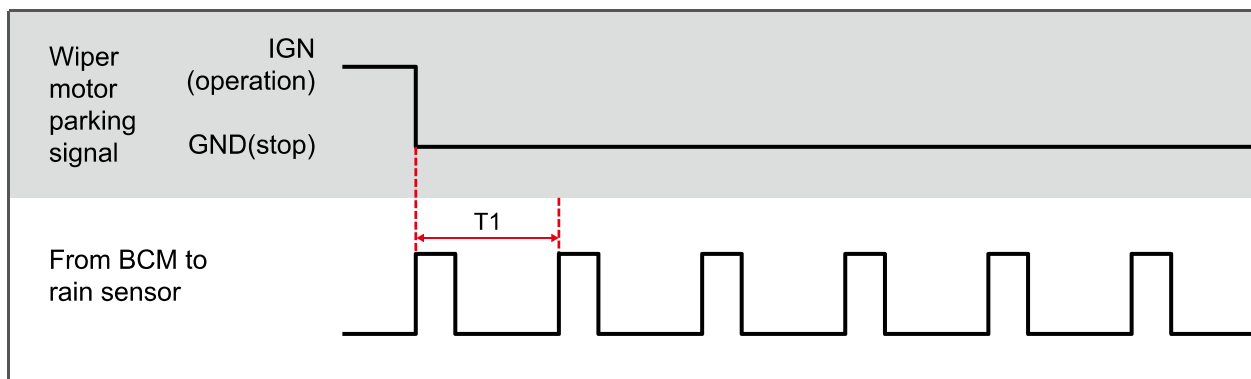 Wiper
motor
parking
signal
IGN
(operation)
GND(stop)
T1
From BCM to
rain sensor